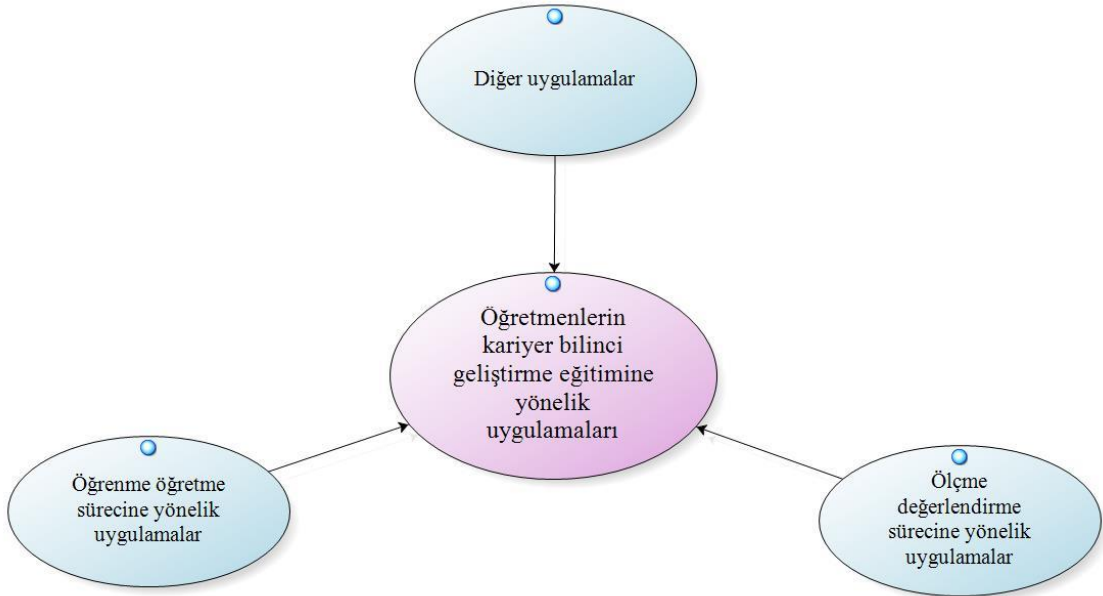 Diğer uygulamalar
Öğretmenlerin
kariyer bilinci
geliştirme eğitimine
yönelik
uygulamaları
Öğrenme öğretme
sürecine yönelik
uygulamalar
Ölçme
değerlendirme
sürecine yönelik
uygulamalar